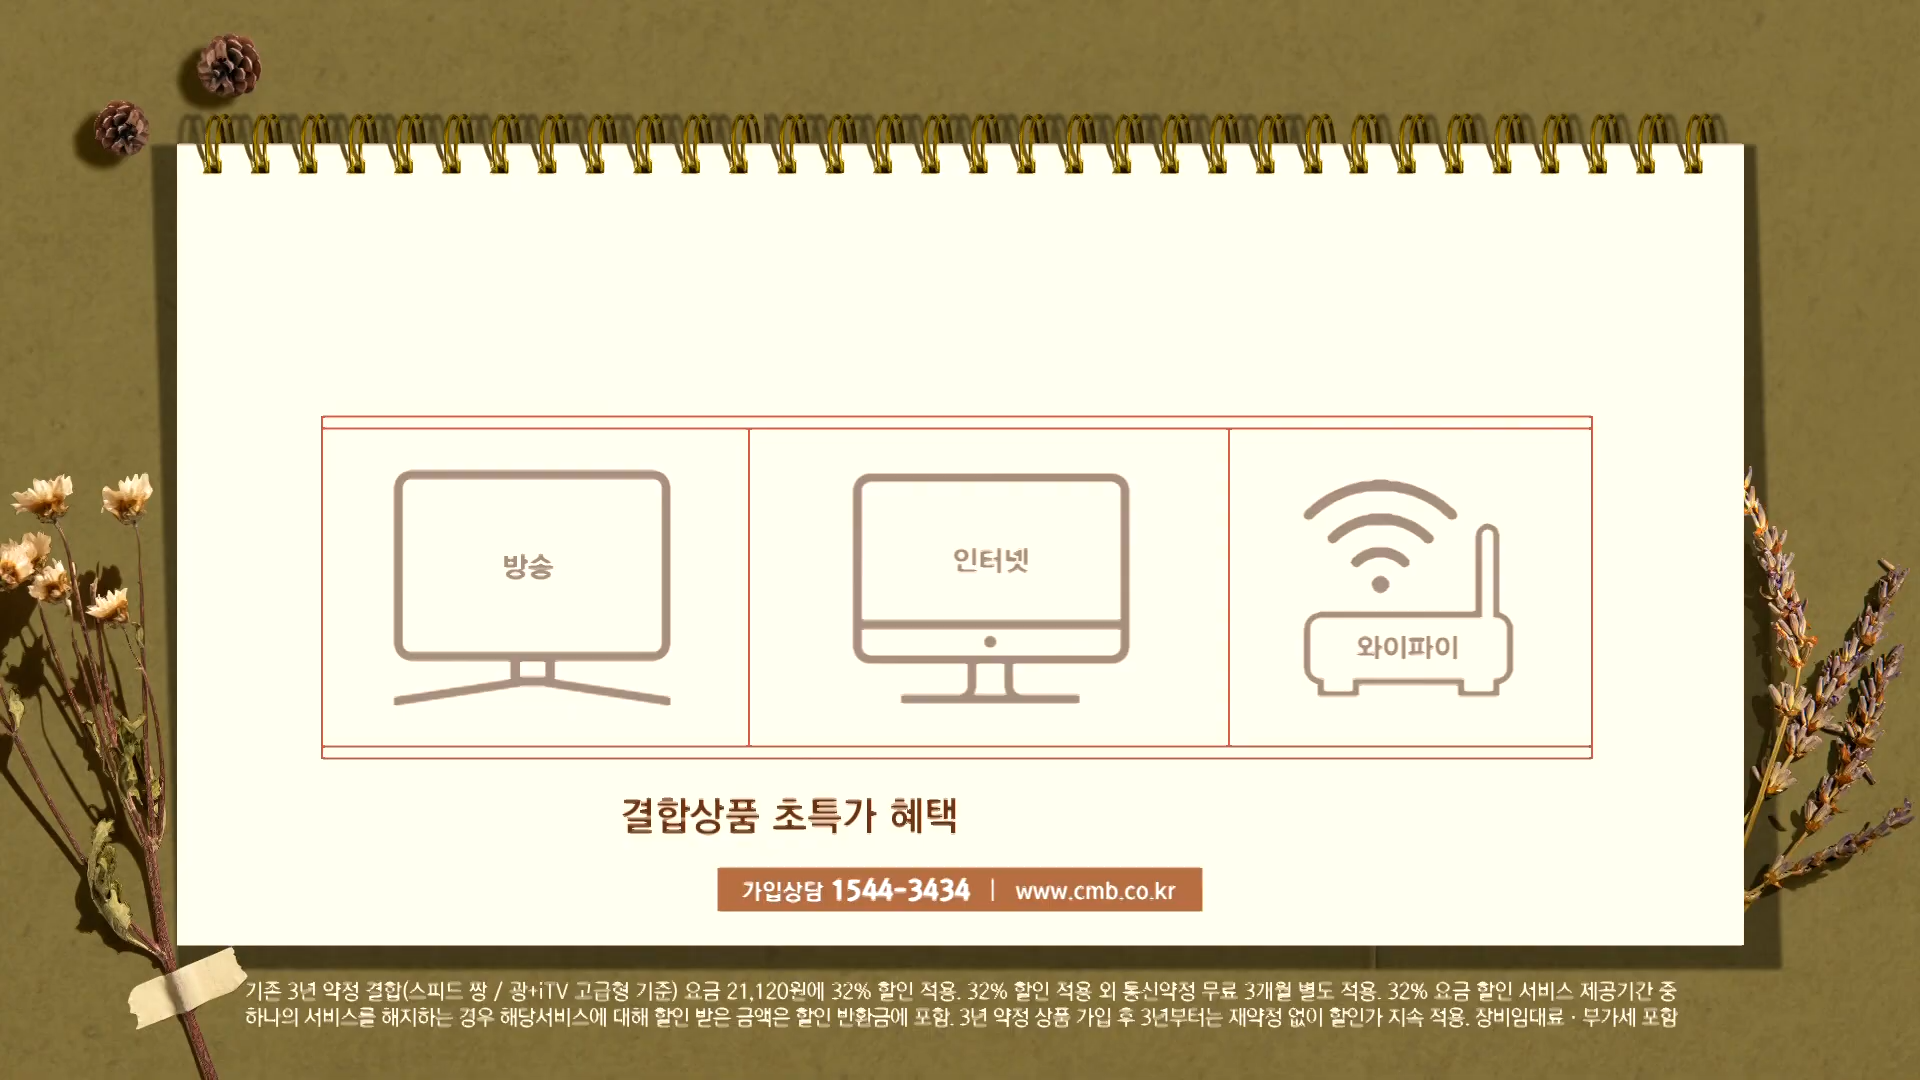 방송
인터넷
와이파이
결합상품 초특가 혜택
가입상담 1544-3434 | www.cmb.co.kr
기존 3년 약정 결합(스피드 쌍 / 광+iTV 고급형 기준) 요금 21,120원에 32% 할인 적용. 32% 할인 적용 외 통신약정 무료 3개월 별도 적용. 32% 요금 할인 서비스 제공기간 중
하나의 서비스를 해지하는 경우 해당서비스에 대해 할인 받은 금액은 할인 반환금에 포함. 3년 약정 상품 가입 후 3년부터는 재약정 없이 할인가 지속 적용. 장비임대료 · 부가세 포함